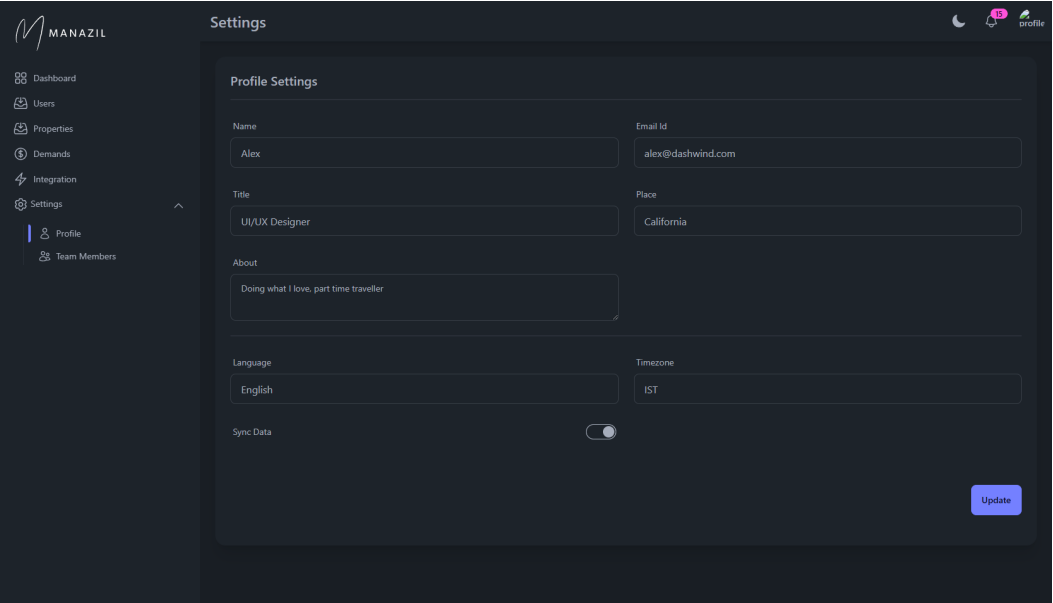 MANAZIL
Dashboard
Users
Properties
Demands
Integration
Settings
Profile
Team Members
Settings
15
profile
Profile Settings
Name
Email Id
Alex
alex@dashwind.com
Title
Place
UI/UX Designer
California
About
Doing what I love, part time traveller
Language
Timezone
English
IST
Sync Data
Update